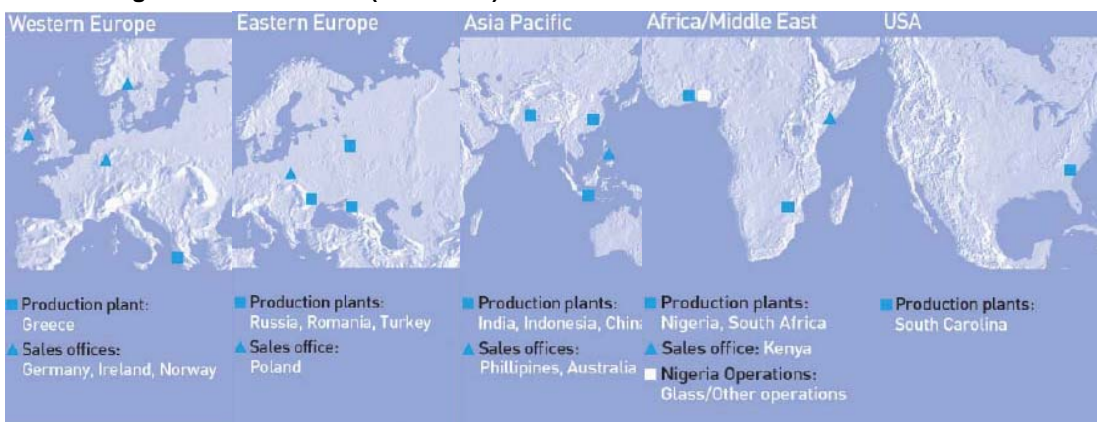 Western Europe
Production plant:
Greece
Sales offices:
Germany, Ireland, Norway
Eastern Europe
Production plants:
Russia, Romania, Turkey
Sales office:
Poland
Asia Pacific
Production plants:
India, Indonesia, Chin
Sales offices:
Phillipines, Australia
Africa/Middle East
Production plants:
Nigeria, South Africa
Sales office: Kenya
Nigeria Operations:
Glass/Other operations
USA
Production plants:
South Carolina